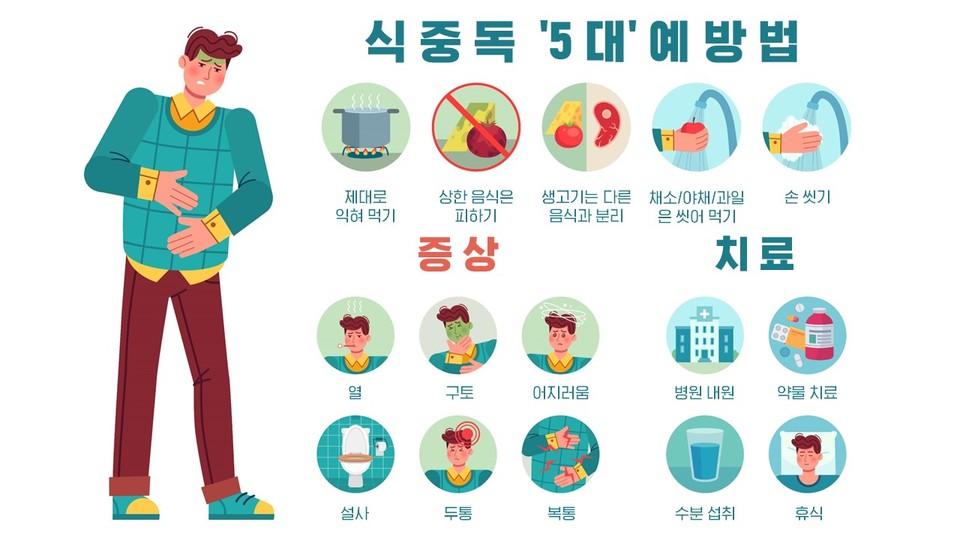 식중독 '5대' 예방법
제대로
익혀 먹기
상한 음식은
피하기
생고기는 다른
음식과 분리
채소/야채/과일
은 씻어 먹기
손 씻기
증상
치료
열
구토
어지러움
병원 내원
약물 치료
설사
두통
복통
수분 섭취
휴식